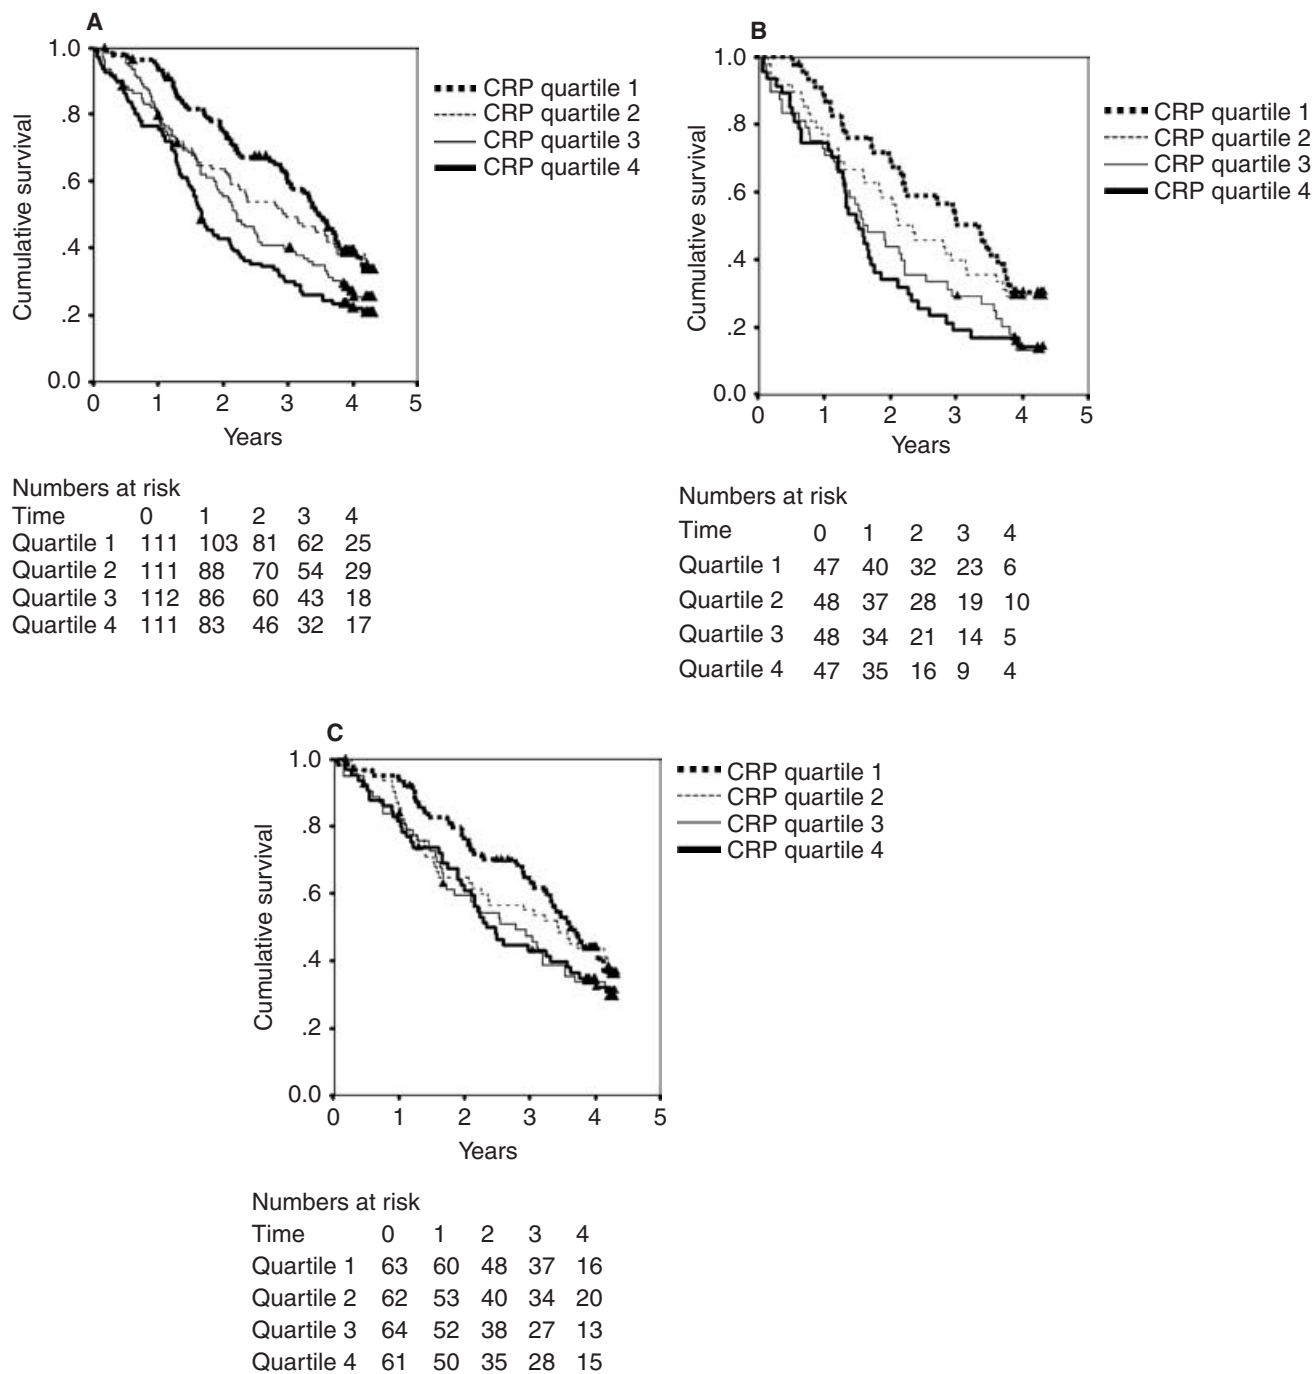 A
1.0
.8
.6
.4
.2
0.0
Cumulative survival
0 1 2 3 4 5
Years
CRP quartile 1
CRP quartile 2
CRP quartile 3
CRP quartile 4
Numbers at risk
Time 0 1 2 3 4
Quartile 1 111 103 81 62 25
Quartile 2 111 88 70 54 29
Quartile 3 112 86 60 43 18
Quartile 4 111 83 46 32 17
B
1.0
.8
.6
.4
.2
0.0
Cumulative survival
0 1 2 3 4 5
Years
CRP quartile 1
CRP quartile 2
CRP quartile 3
CRP quartile 4
Numbers at risk
Time 0 1 2 3 4
Quartile 1 47 40 32 23 6
Quartile 2 48 37 28 19 10
Quartile 3 48 34 21 14 5
Quartile 4 47 35 16 9 4
C
1.0
.8
.6
.4
.2
0.0
Cumulative survival
0 1 2 3 4 5
Years
CRP quartile 1
CRP quartile 2
CRP quartile 3
CRP quartile 4
Numbers at risk
Time 0 1 2 3 4
Quartile 1 63 60 48 37 16
Quartile 2 62 53 40 34 20
Quartile 3 64 52 38 27 13
Quartile 4 61 50 35 28 15